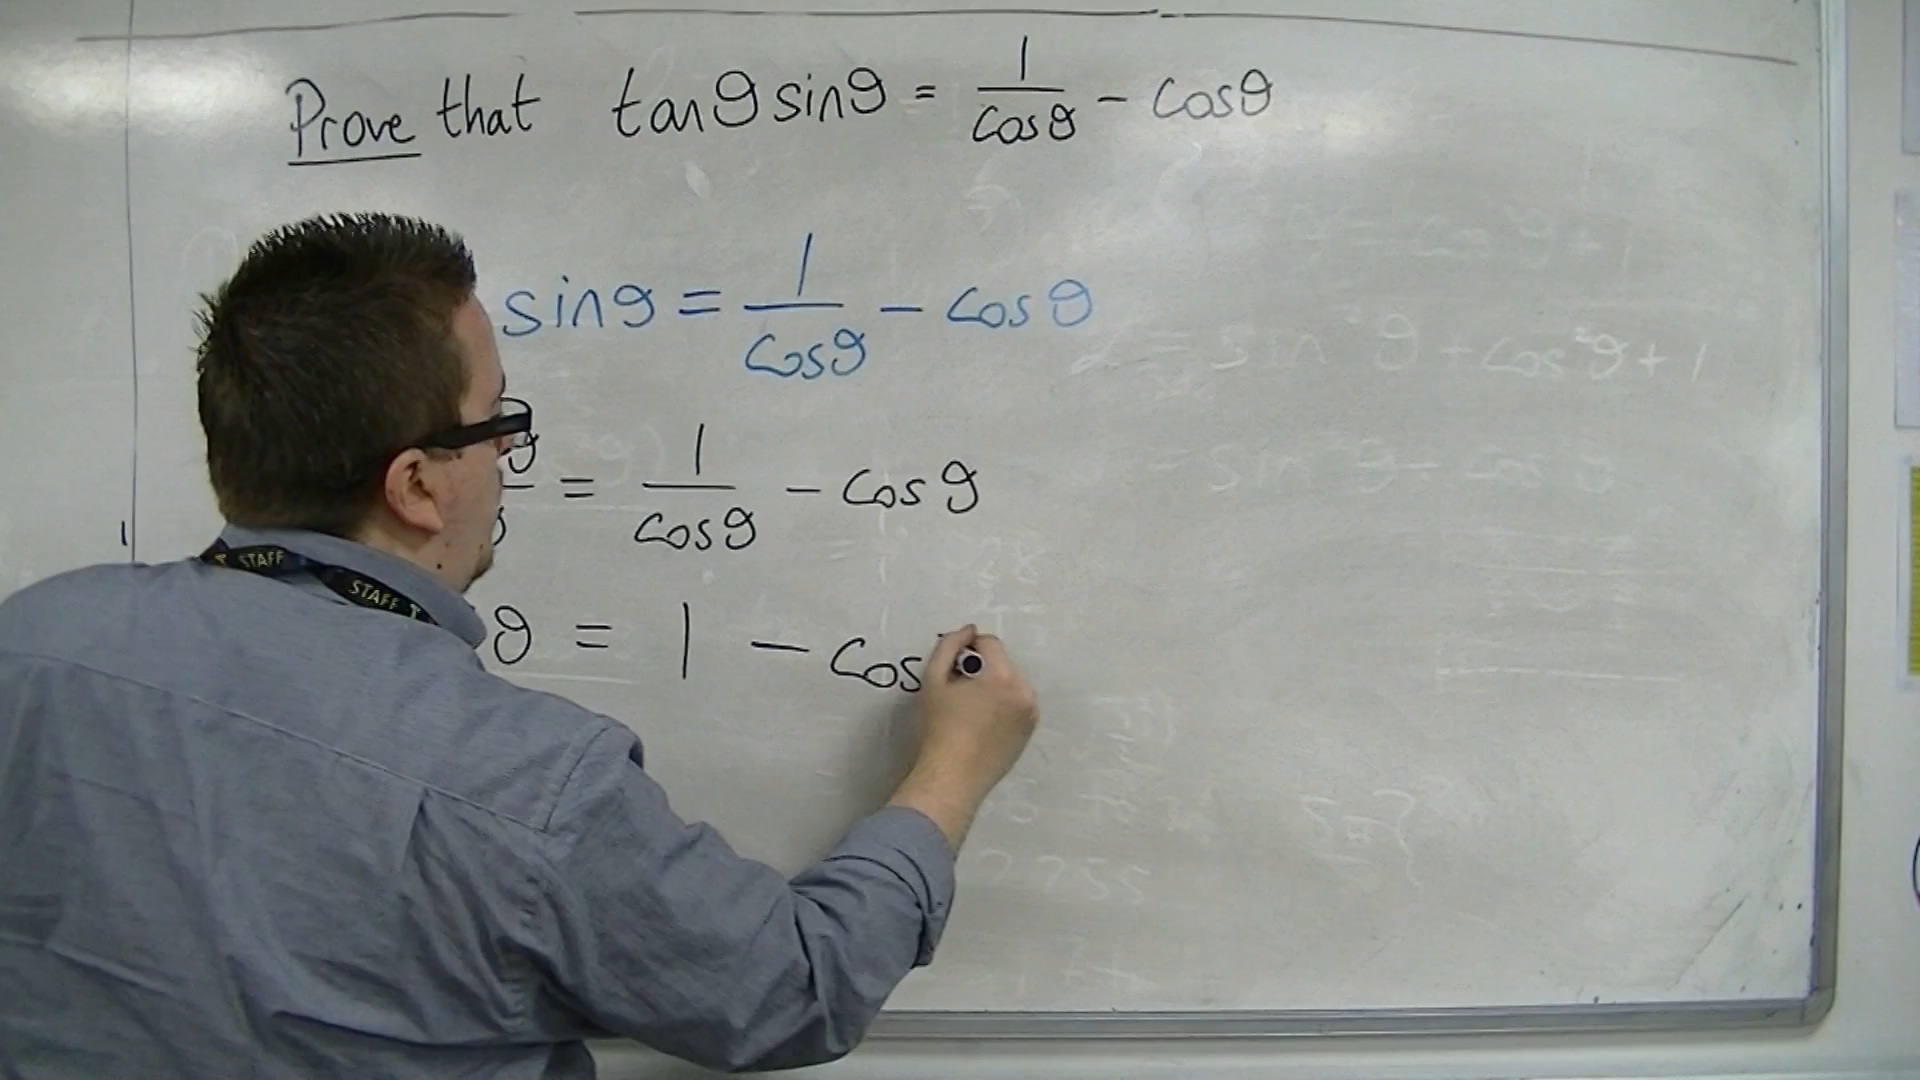 Prove that tanθ sinθ = 1/cosθ - cosθ
sinθ = 1/cosθ - cosθ
θ = 1/cosθ - cosθ
θ = 1 - cos
STAFF
STAFF